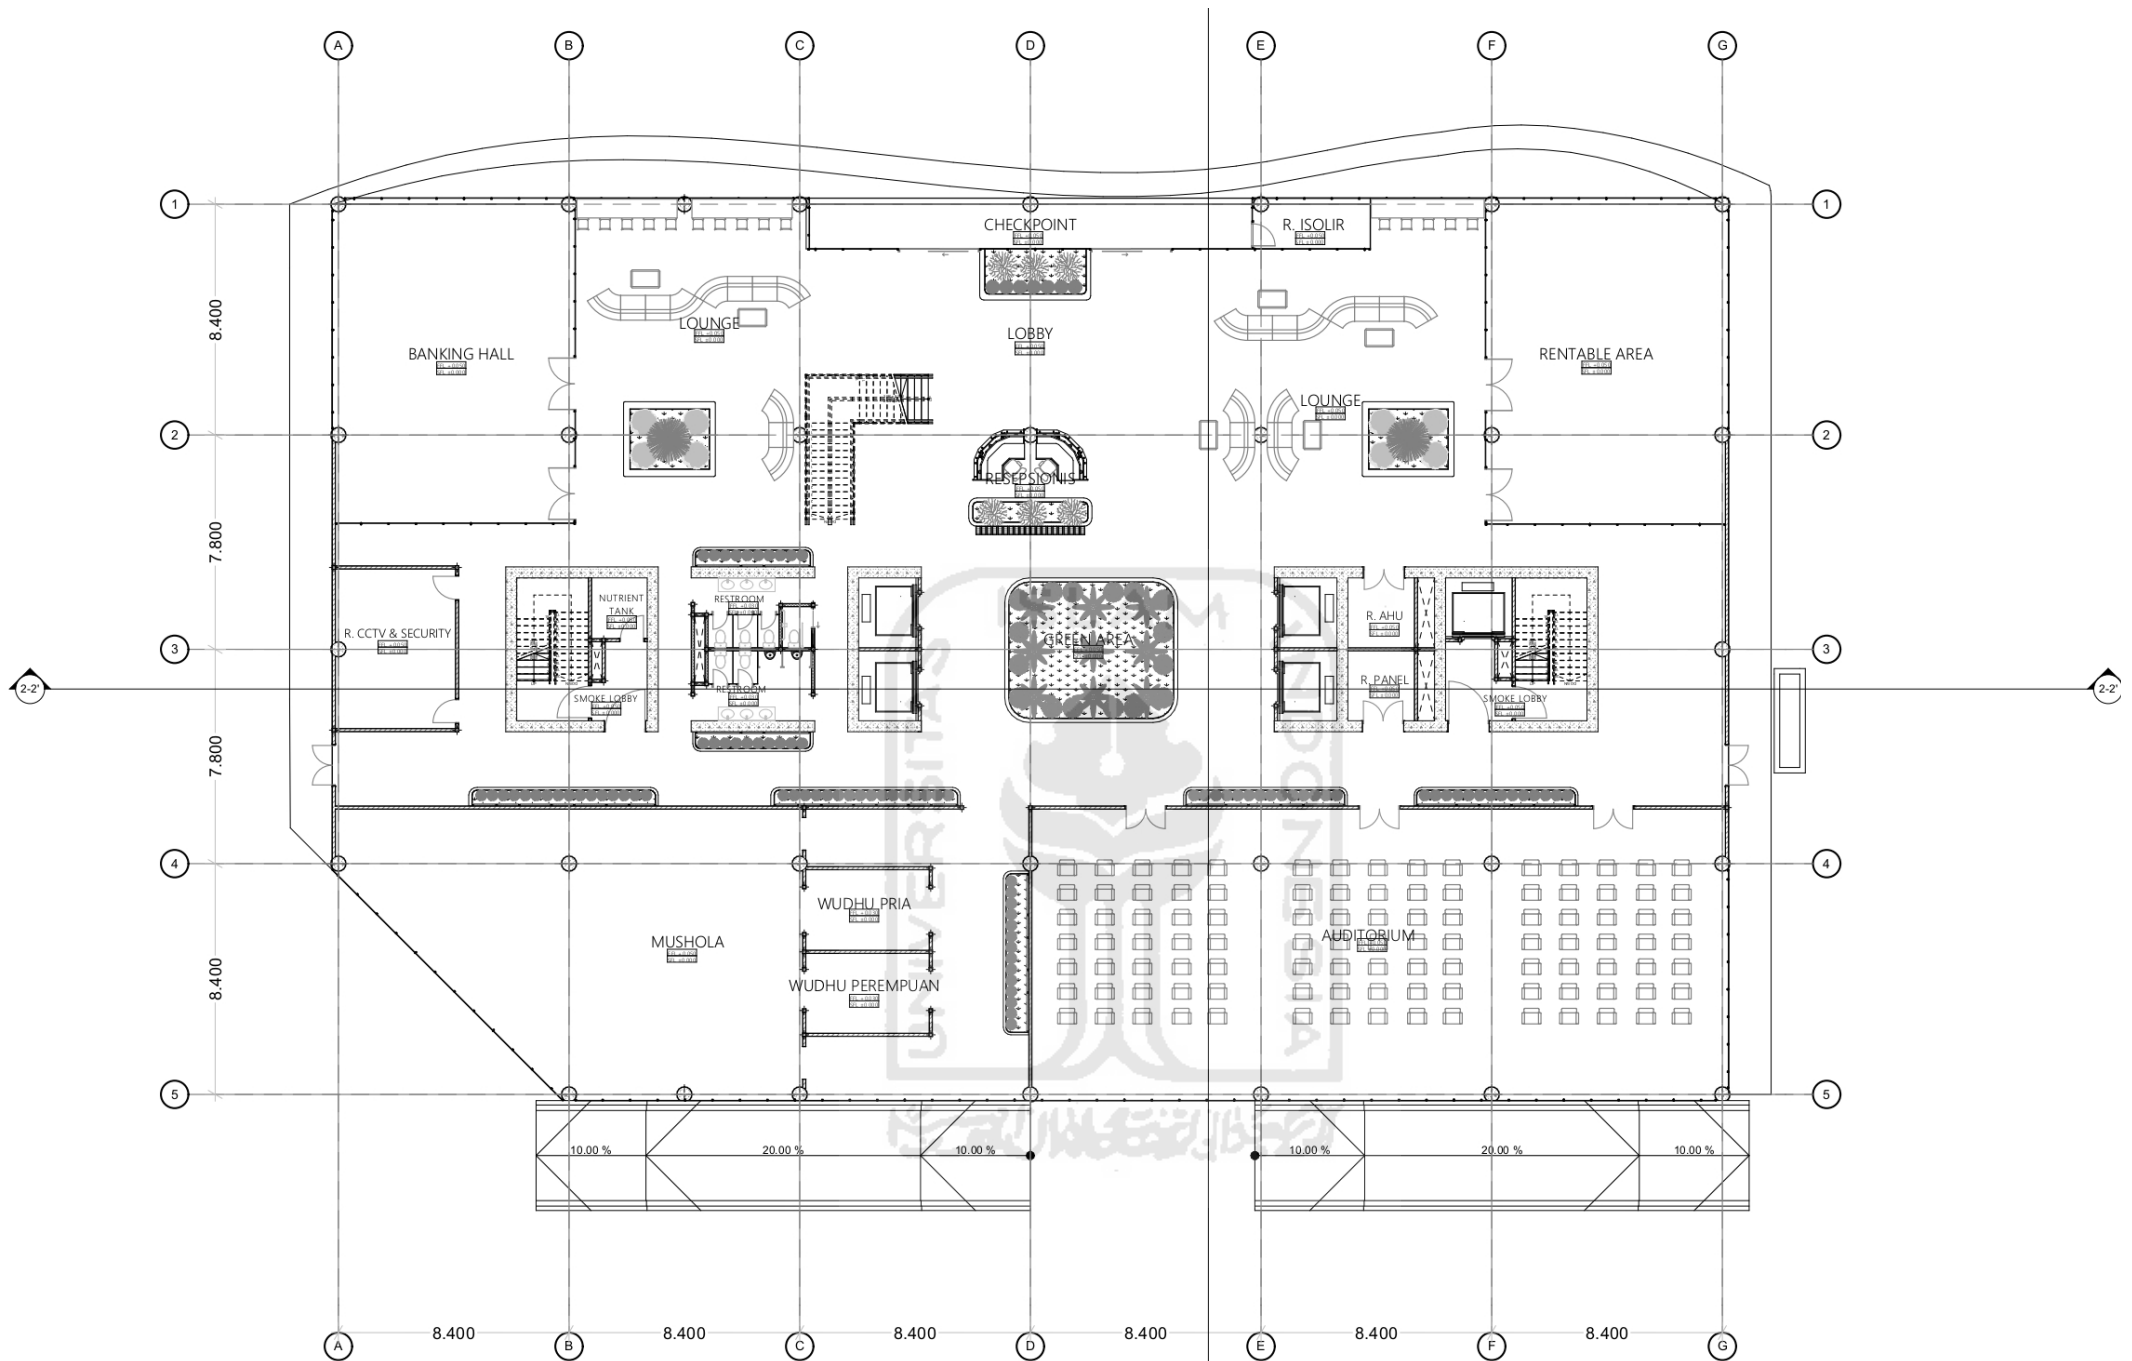 A B C D E F G
1 1
CHECKPOINT
R. ISOLIR
8.400
LOUNGE
LOBBY
BANKING HALL
RENTABLE AREA
LOUNGE
2 2
RESEPSIONIS
7.800
NUTRIENT
TANK
RESTROOM
R. AHU
R. CCTV & SECURITY
GREEN AREA
3 3
R. PANEL
2-2' 2-2'
RESTROOM
SMOKE LOBBY
SMOKE LOBBY
7.800
4 4
WUDHU PRIA
MUSHOLA
AUDITORIUM
8.400
WUDHU PEREMPUAN
5 5
10.00 % 20.00 % 10.00 % 10.00 % 20.00 % 10.00 %
8.400 8.400 8.400 8.400 8.400 8.400
A B C D E F G
UNIVERSITAS
ISLAM
INDONESIA